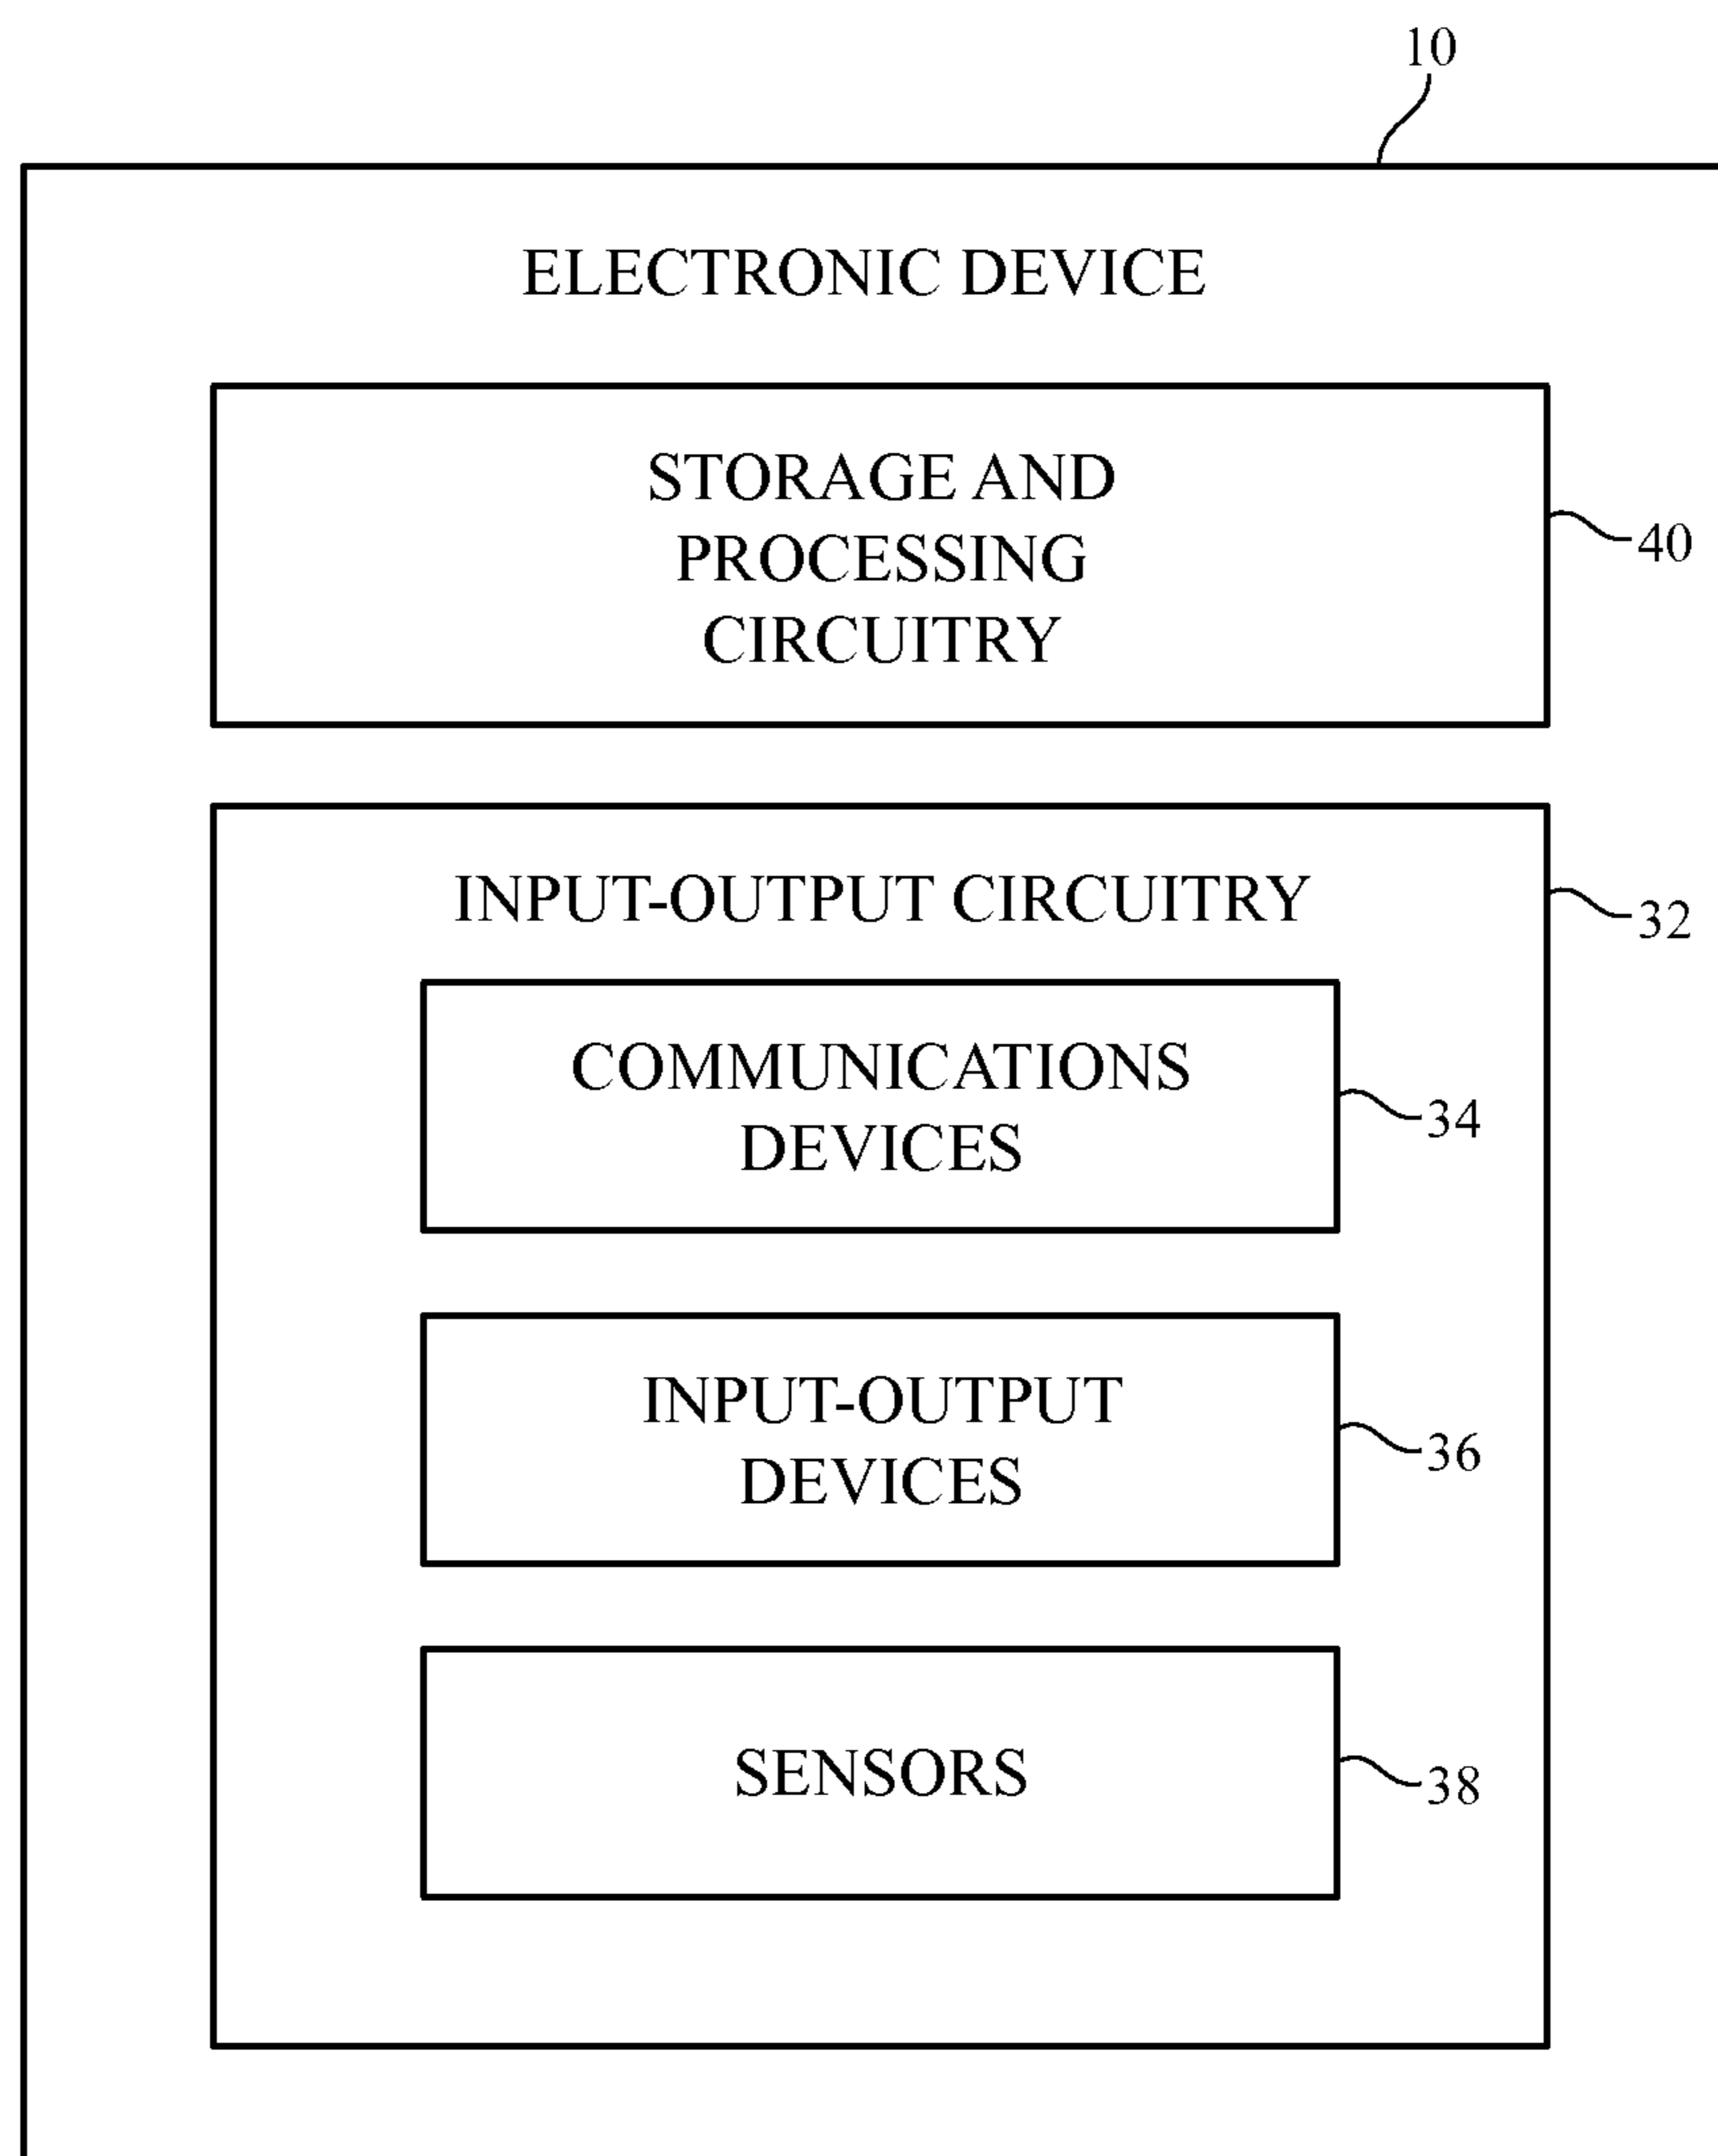 10
ELECTRONIC DEVICE
STORAGE AND
PROCESSING
CIRCUITRY
40
INPUT-OUTPUT CIRCUITRY
32
COMMUNICATIONS
DEVICES
34
INPUT-OUTPUT
DEVICES
36
SENSORS
38